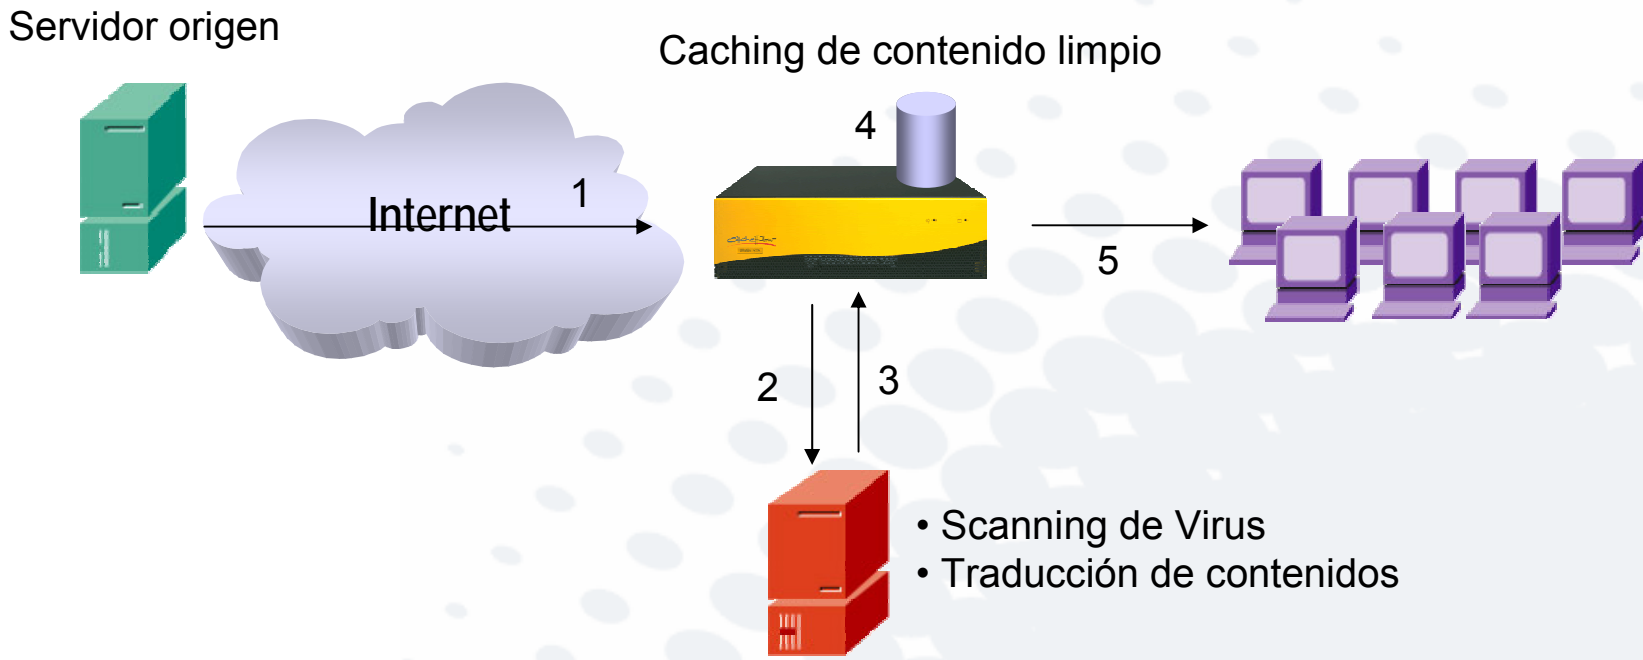 Servidor origen
Caching de contenido limpio
4
1
Internet
5
2
3
• Scanning de Virus
• Traducción de contenidos